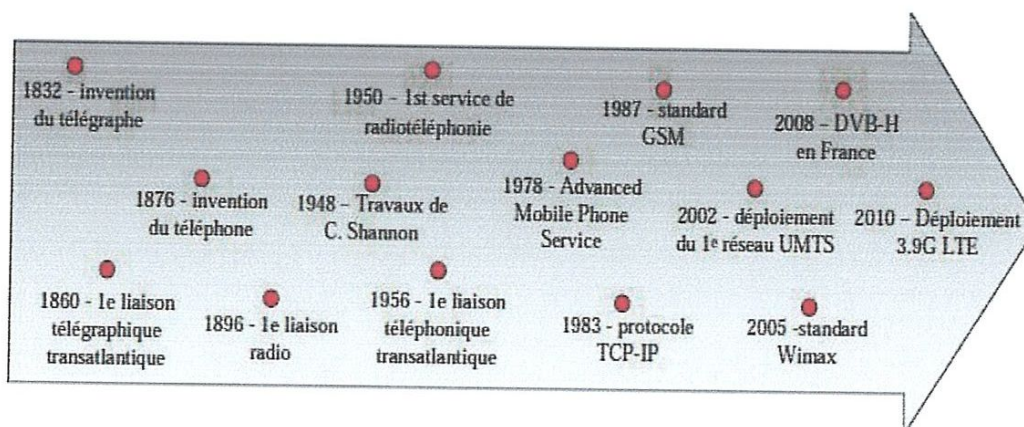 1832 - invention
du télégraphe
1950 - 1st service de
radiotéléphonie
1987 - standard
GSM
2008 – DVB-H
en France
1876 - invention
du téléphone
1948 – Travaux de
C. Shannon
1978 - Advanced
Mobile Phone
Service
2002 - déploiement
du 1e réseau UMTS
2010 – Déploiement
3.9G LTE
1860 - 1e liaison
télégraphique
transatlantique
1896 - 1e liaison
radio
1956 - 1e liaison
téléphonique
transatlantique
1983 - protocole
TCP-IP
2005 -standard
Wimax